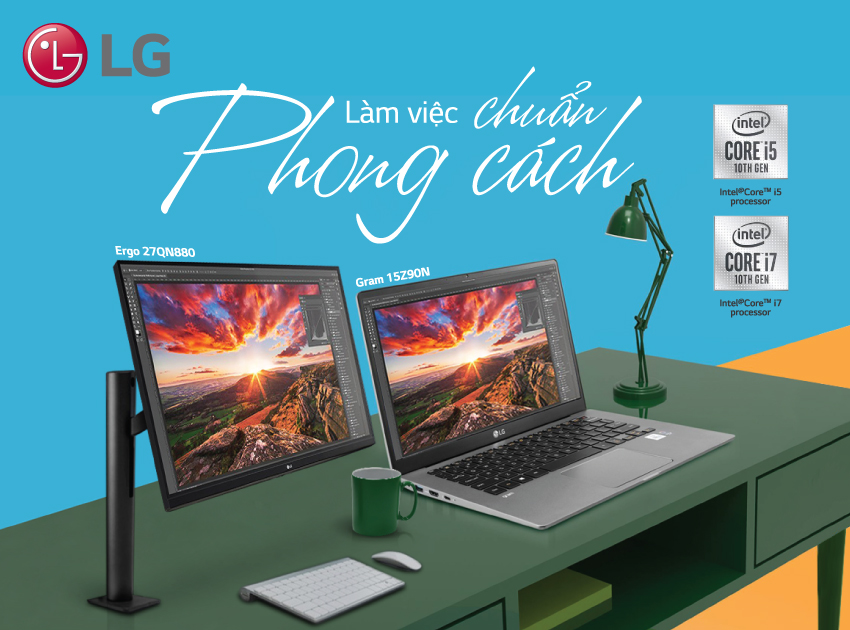 LG
Làm việc chuẩn
Phong cách
intel
CORE i5
10TH GEN
Intel®Core™ i5
processor
intel
CORE i7
10TH GEN
Intel®Core™ i7
processor
Ergo 27QN880
Gram 15Z90N
LG
LG